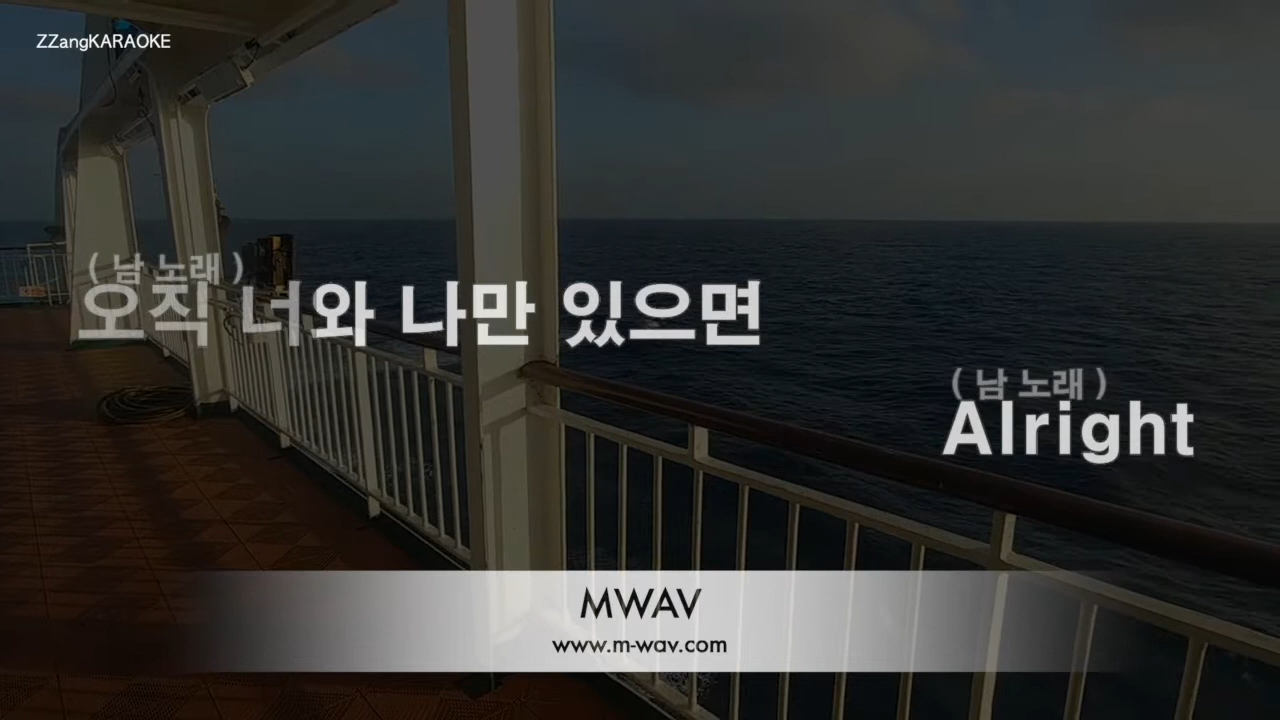 ZZangKARAOKE
( 남 노래 )
오직 너와 나만 있으면
( 남 노래 )
Alright
MWAV
www.m-wav.com